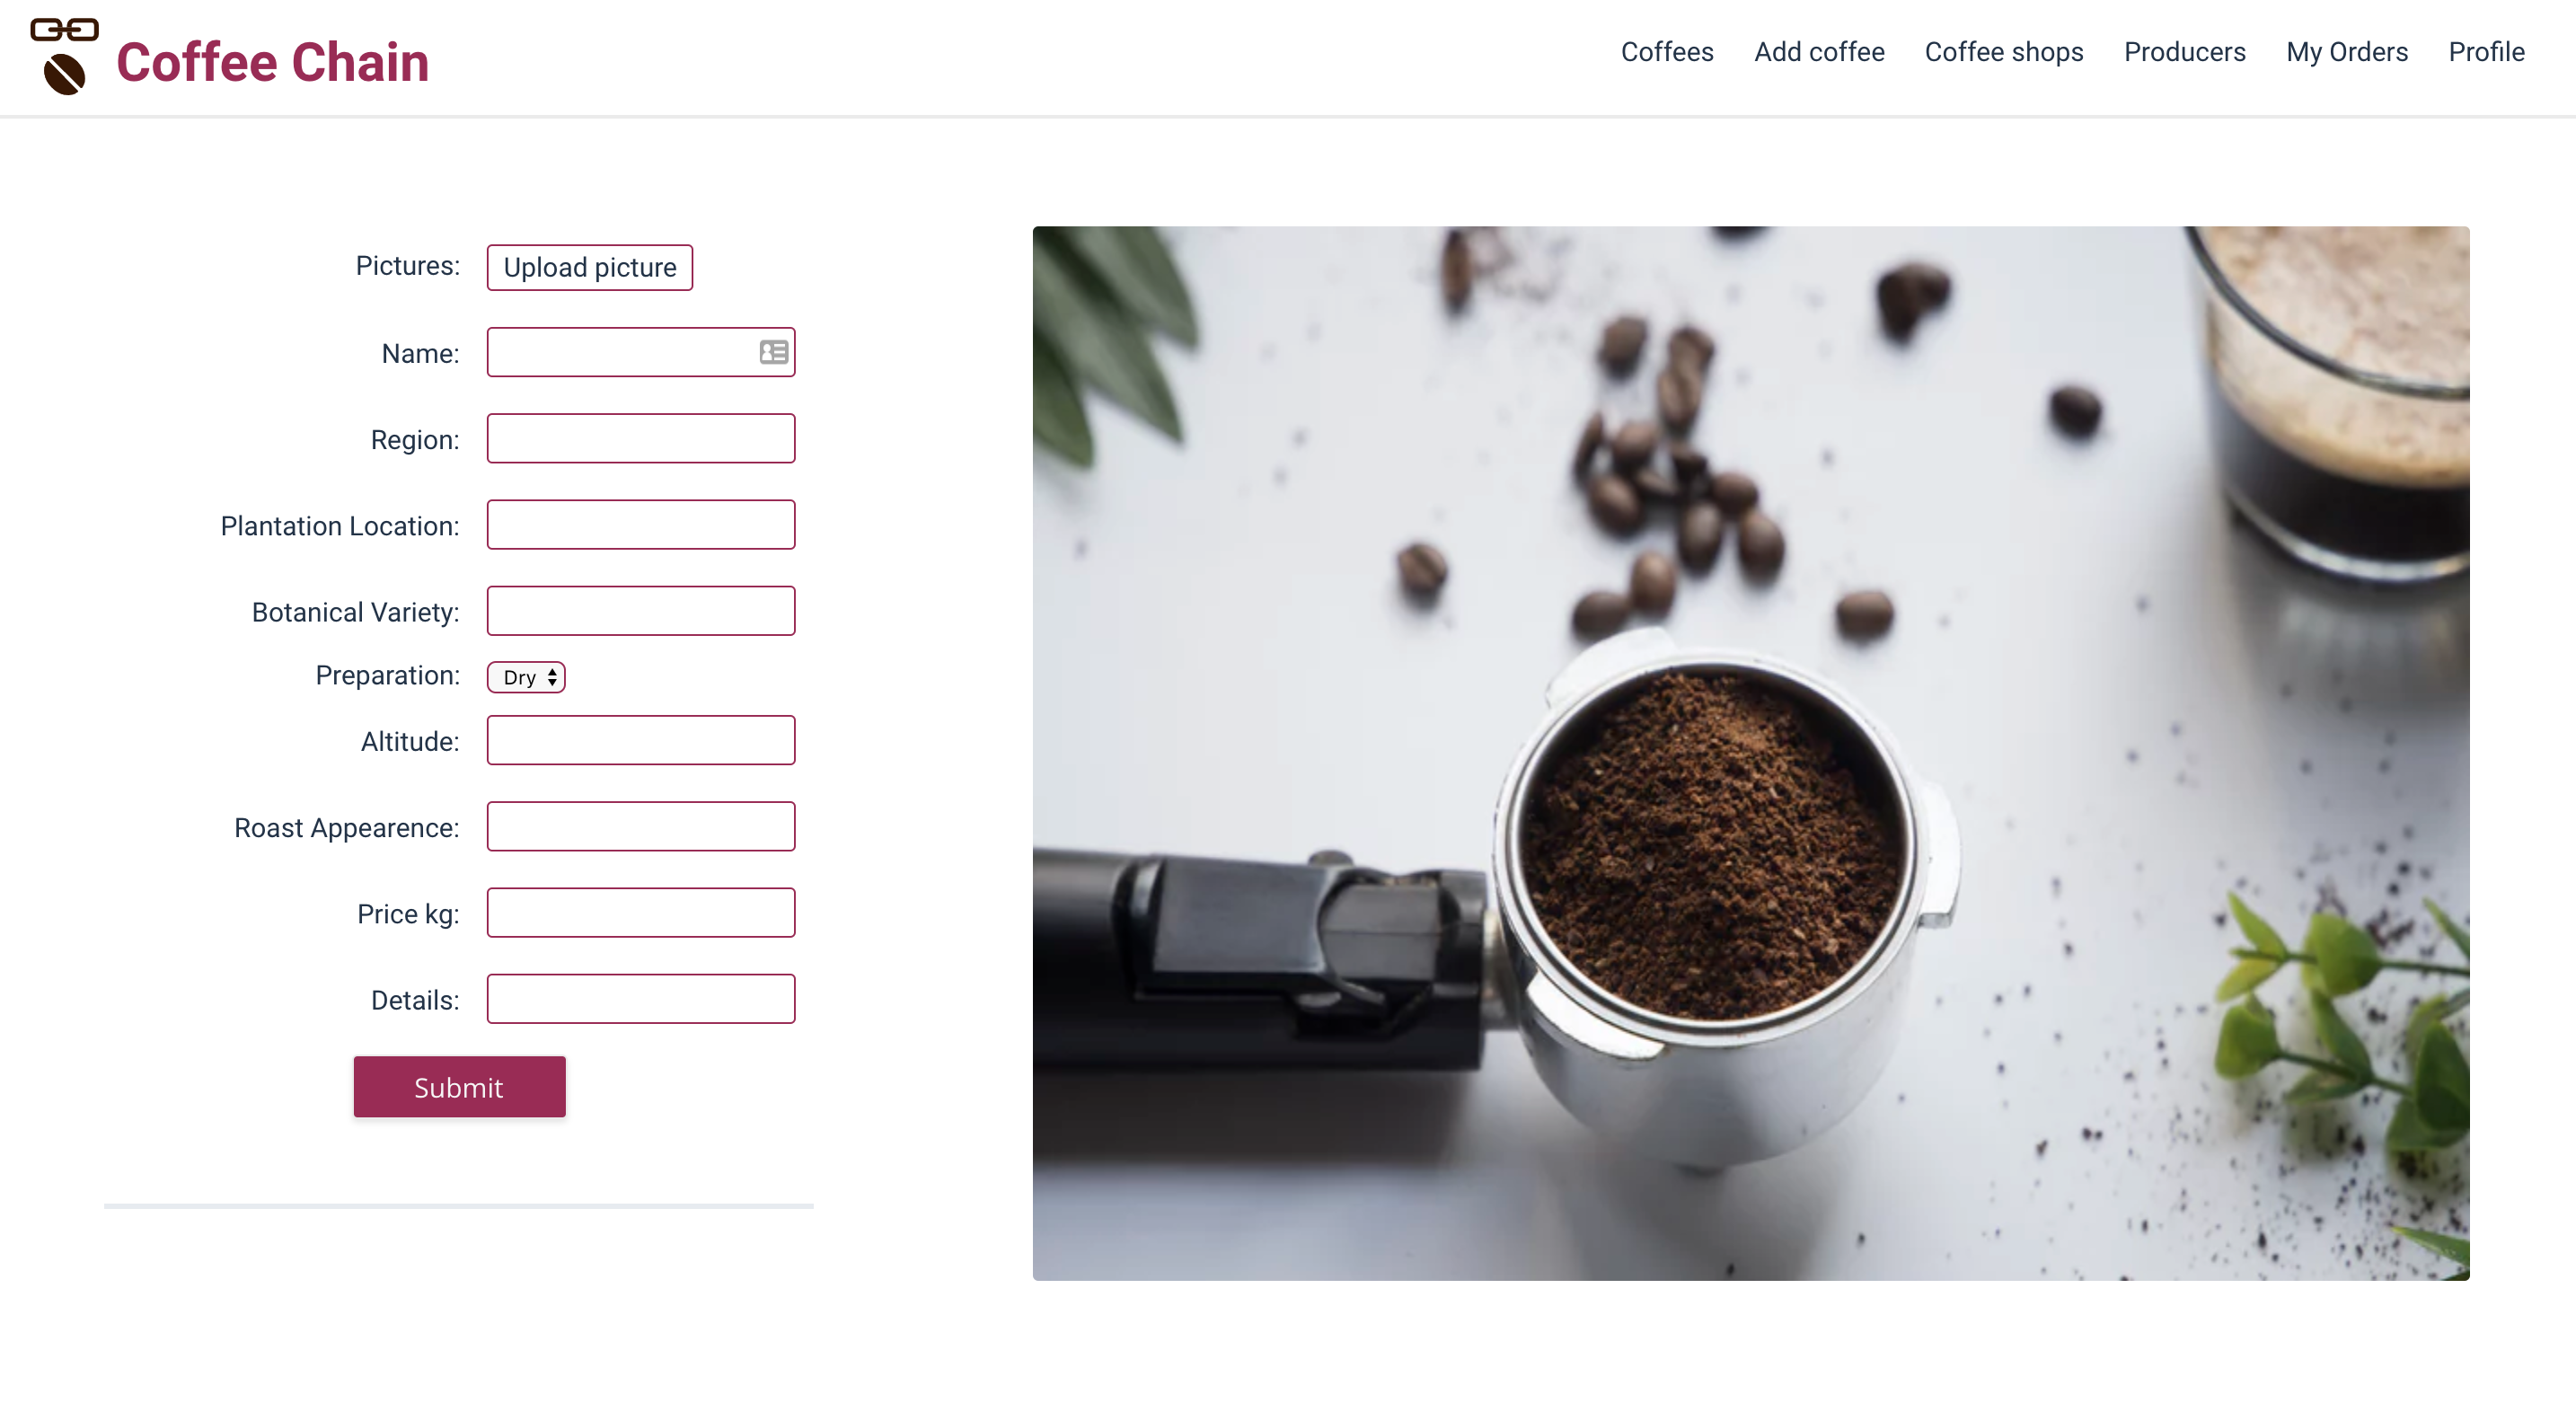 Coffee Chain
Coffees Add coffee Coffee shops Producers My Orders Profile
Pictures: Upload picture
Name:
Region:
Plantation Location:
Botanical Variety:
Preparation: Dry
Altitude:
Roast Appearence:
Price kg:
Details:
Submit